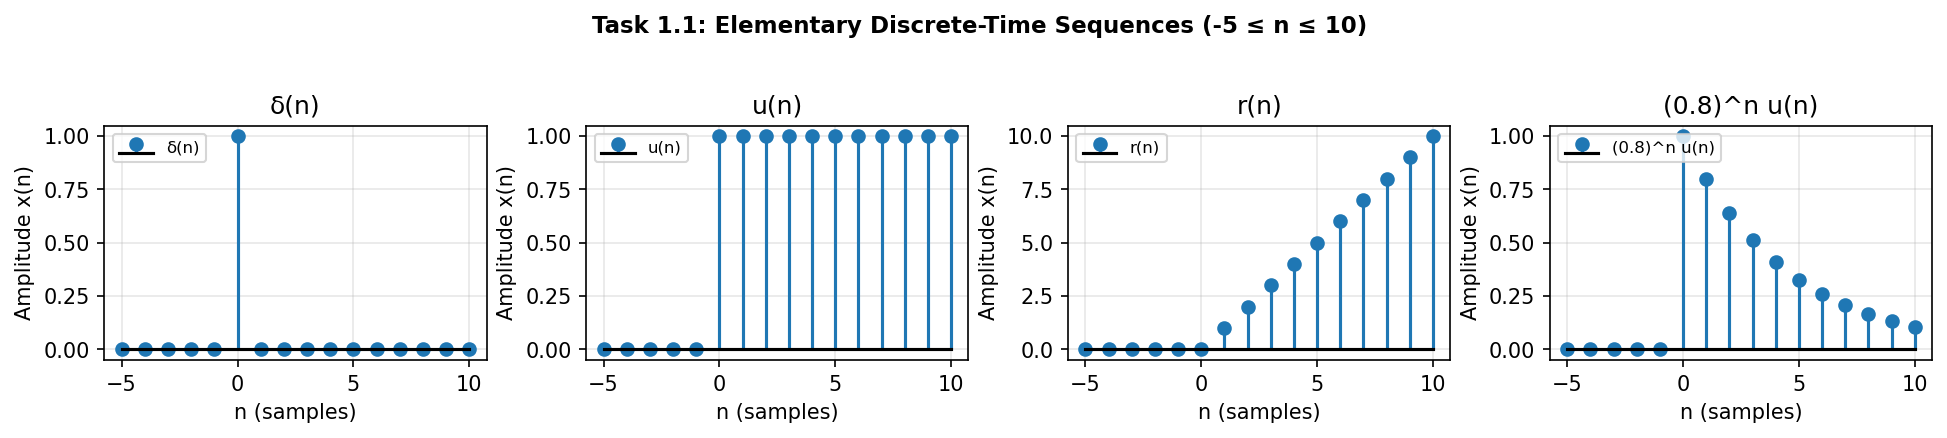 Task 1.1: Elementary Discrete-Time Sequences (-5 ≤ n ≤ 10)
δ(n)
Amplitude x(n)
1.00
0.75
0.50
0.25
0.00
δ(n)
−5 0 5 10
n (samples)
u(n)
Amplitude x(n)
1.00
0.75
0.50
0.25
0.00
u(n)
−5 0 5 10
n (samples)
r(n)
Amplitude x(n)
10.0
7.5
5.0
2.5
0.0
r(n)
−5 0 5 10
n (samples)
(0.8)^n u(n)
Amplitude x(n)
1.00
0.75
0.50
0.25
0.00
(0.8)^n u(n)
−5 0 5 10
n (samples)